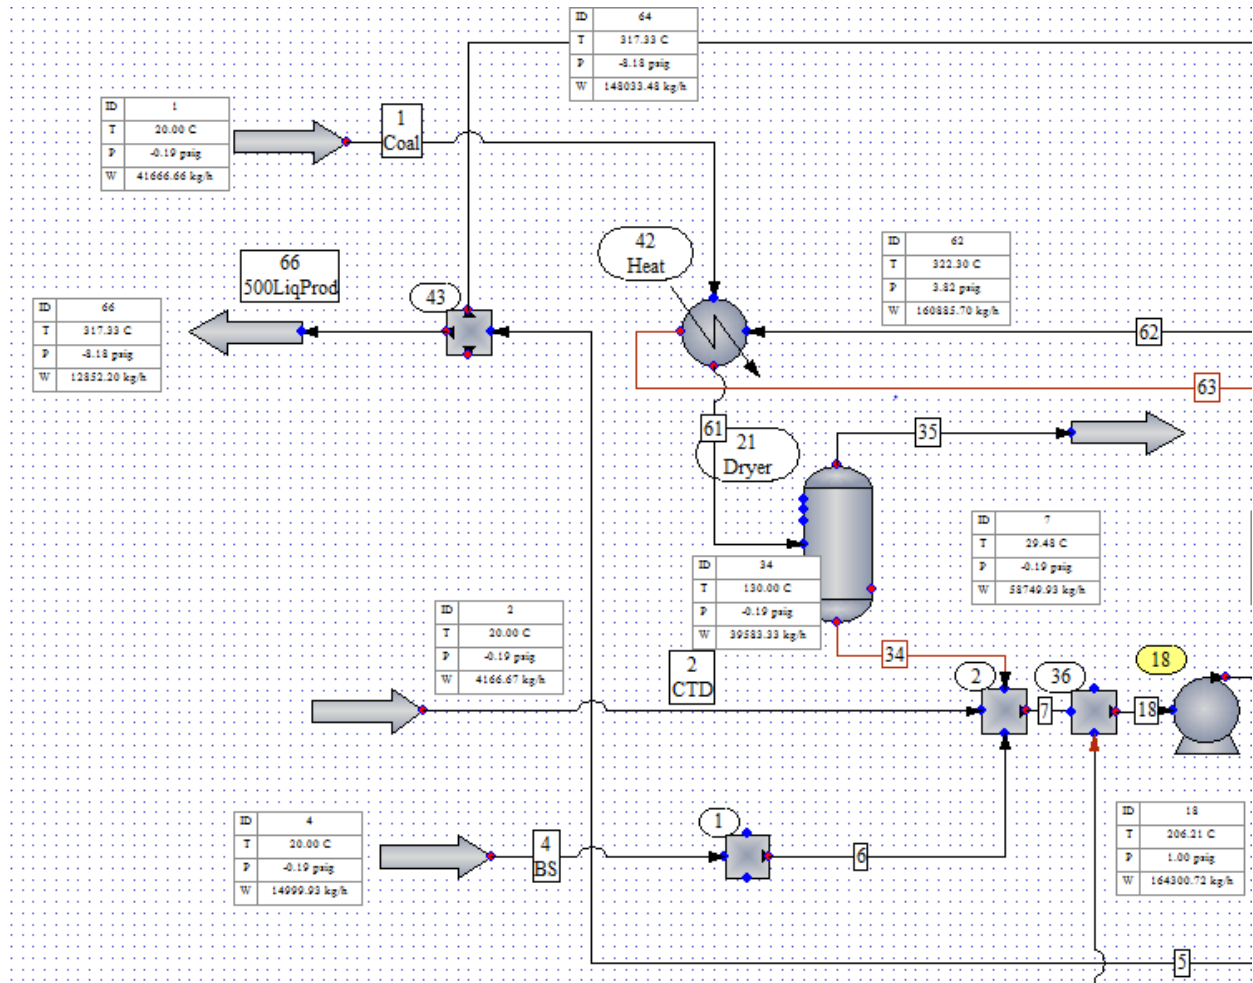 ID 64
T 317.33 C
P -8.18 psig
W 148033.48 kg/h
ID 1
T 20.00 C
P -0.19 psig
W 41666.66 kg/h
1
Coal
66
500LiqProd
43
42
Heat
ID 62
T 322.30 C
P 3.82 psig
W 160885.70 kg/h
ID 66
T 317.33 C
P -8.18 psig
W 12852.20 kg/h
62
63
61
21
Dryer
35
ID 7
T 29.48 C
P -0.19 psig
W 58749.93 kg/h
ID 34
T 130.00 C
P -0.19 psig
W 39583.33 kg/h
ID 2
T 20.00 C
P -0.19 psig
W 4166.67 kg/h
34
2
CTD
2
36
18
7
18
ID 4
T 20.00 C
P -0.19 psig
W 14999.93 kg/h
4
BS
1
6
ID 18
T 206.21 C
P 1.00 psig
W 164300.72 kg/h
5